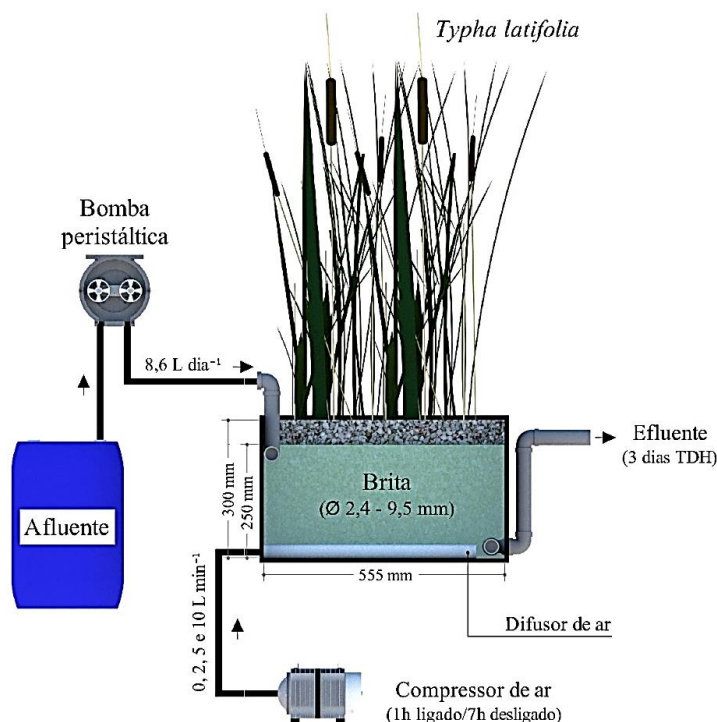 Typha latifolia
Bomba
peristáltica
8,6 L dia⁻¹
Efluente
(3 dias TDH)
Brita
(Ø 2,4 - 9,5 mm)
300 mm
250 mm
Afluente
555 mm
0, 2, 5 e 10 L min⁻¹
Difusor de ar
Compressor de ar
(1h ligado/7h desligado)